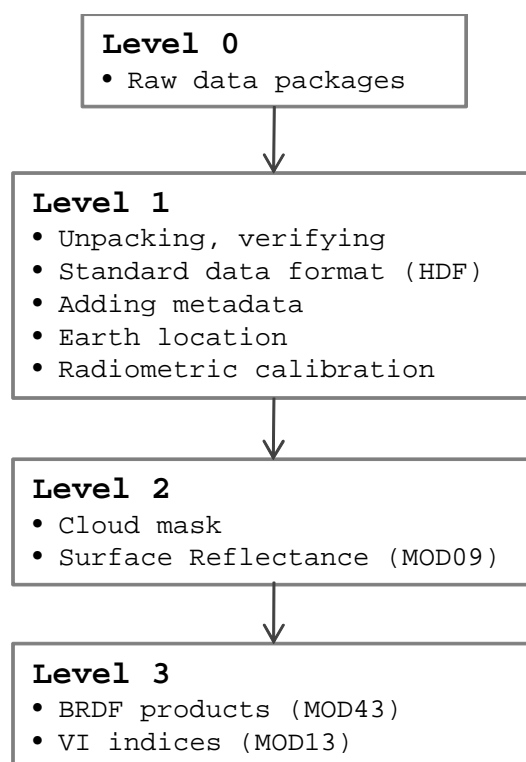 Level 0
• Raw data packages
Level 1
• Unpacking, verifying
• Standard data format (HDF)
• Adding metadata
• Earth location
• Radiometric calibration
Level 2
• Cloud mask
• Surface Reflectance (MOD09)
Level 3
• BRDF products (MOD43)
• VI indices (MOD13)